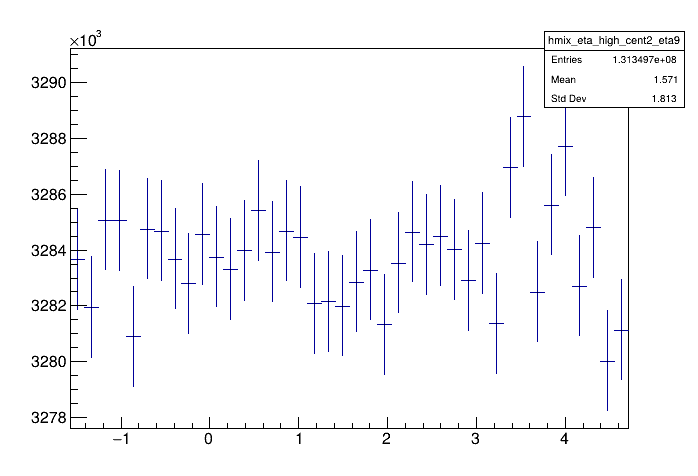 ×10³
hmix_eta_high_cent2_eta9
Entries 1.313497e+08
Mean 1.571
Std Dev 1.813
3290
3288
3286
3284
3282
3280
3278
−1 0 1 2 3 4